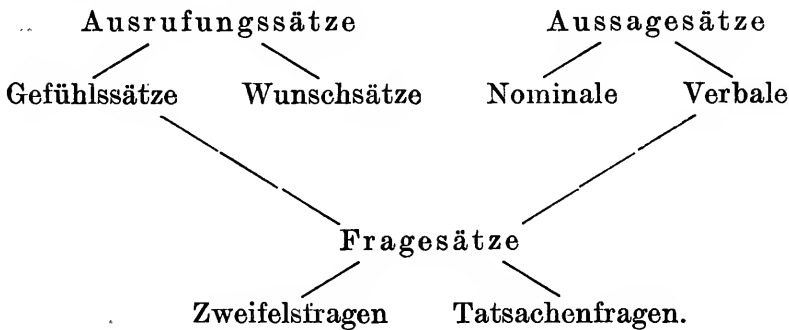 Ausrufungssätze Aussagesätze
Gefühlssätze Wunschsätze Nominale Verbale
Fragesätze
Zweifelsfragen Tatsachenfragen.